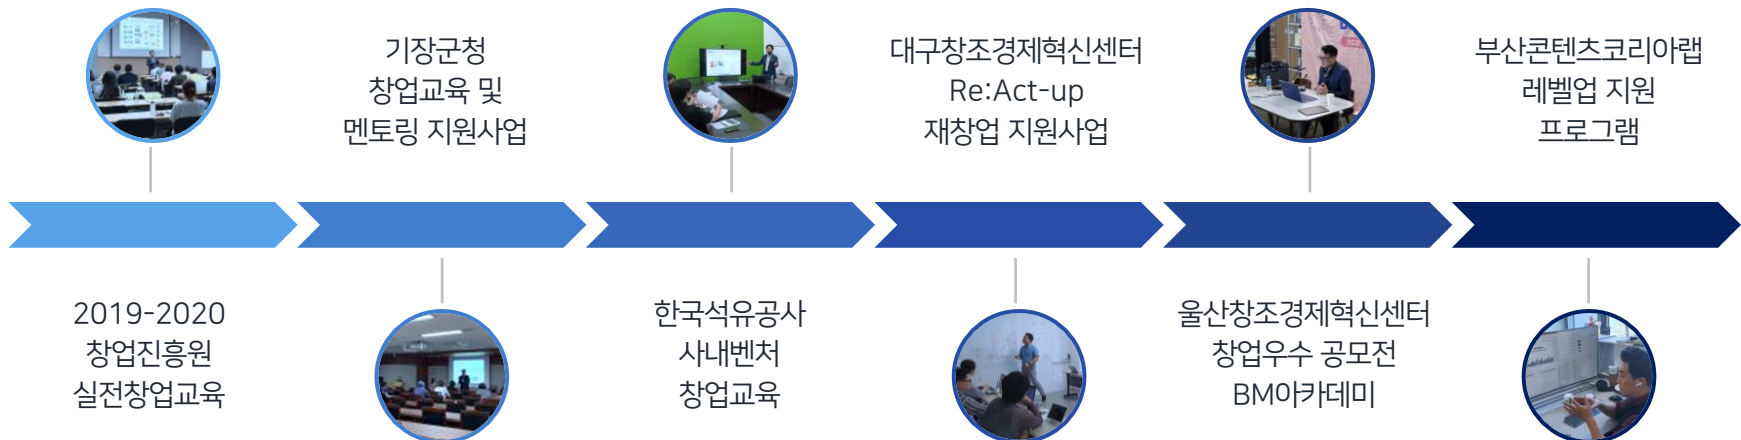 2019-2020
창업진흥원
실전창업교육
기장군청
창업교육 및
멘토링 지원사업
한국석유공사
사내벤처
창업교육
대구창조경제혁신센터
Re:Act-up
재창업 지원사업
울산창조경제혁신센터
창업우수 공모전
BM아카데미
부산콘텐츠코리아랩
레벨업 지원
프로그램